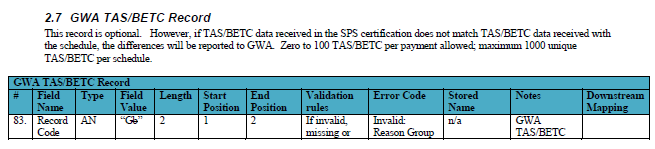 2.7 GWA TAS/BETC Record
This record is optional. However, if TAS/BETC data received in the SPS certification does not match TAS/BETC data received with
the schedule, the differences will be reported to GWA. Zero to 100 TAS/BETC per payment allowed; maximum 1000 unique
TAS/BETC per schedule.
GWA TAS/BETC Record
# Field Type Field Length Start End Validation Error Code Stored Notes Downstream
Name Value Position Position rules Name Mapping
83. Record AN “Gb” 2 1 2 If invalid, Invalid: n/a GWA
Code missing or Reason Group TAS/BETC